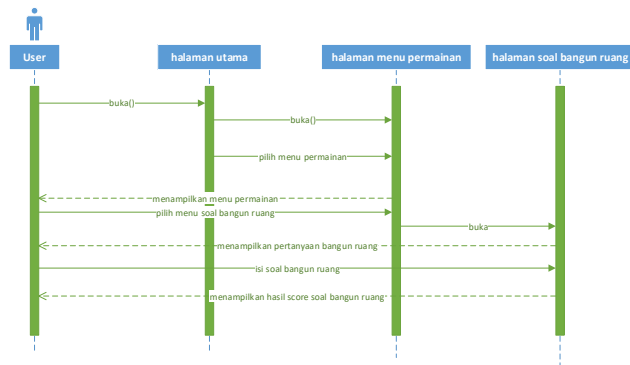 User
halaman utama
halaman menu permainan
halaman soal bangun ruang
buka()
buka()
pilih menu permainan
menampilkan menu permainan
pilih menu soal bangun ruang
buka
menampilkan pertanyaan bangun ruang
isi soal bangun ruang
menampilkan hasil score soal bangun ruang